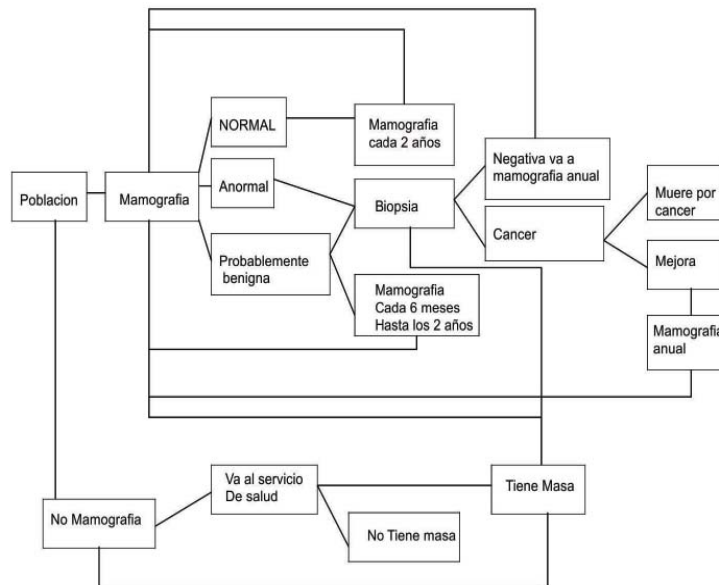 NORMAL
Mamografia
cada 2 años
Negativa va a
mamografia anual
Poblacion
Mamografia
Anormal
Biopsia
Muere por
cancer
Cancer
Probablemente
benigna
Mejora
Mamografia
Cada 6 meses
Hasta los 2 años
Mamografia
anual
Va al servicio
De salud
Tiene Masa
No Mamografia
No Tiene masa